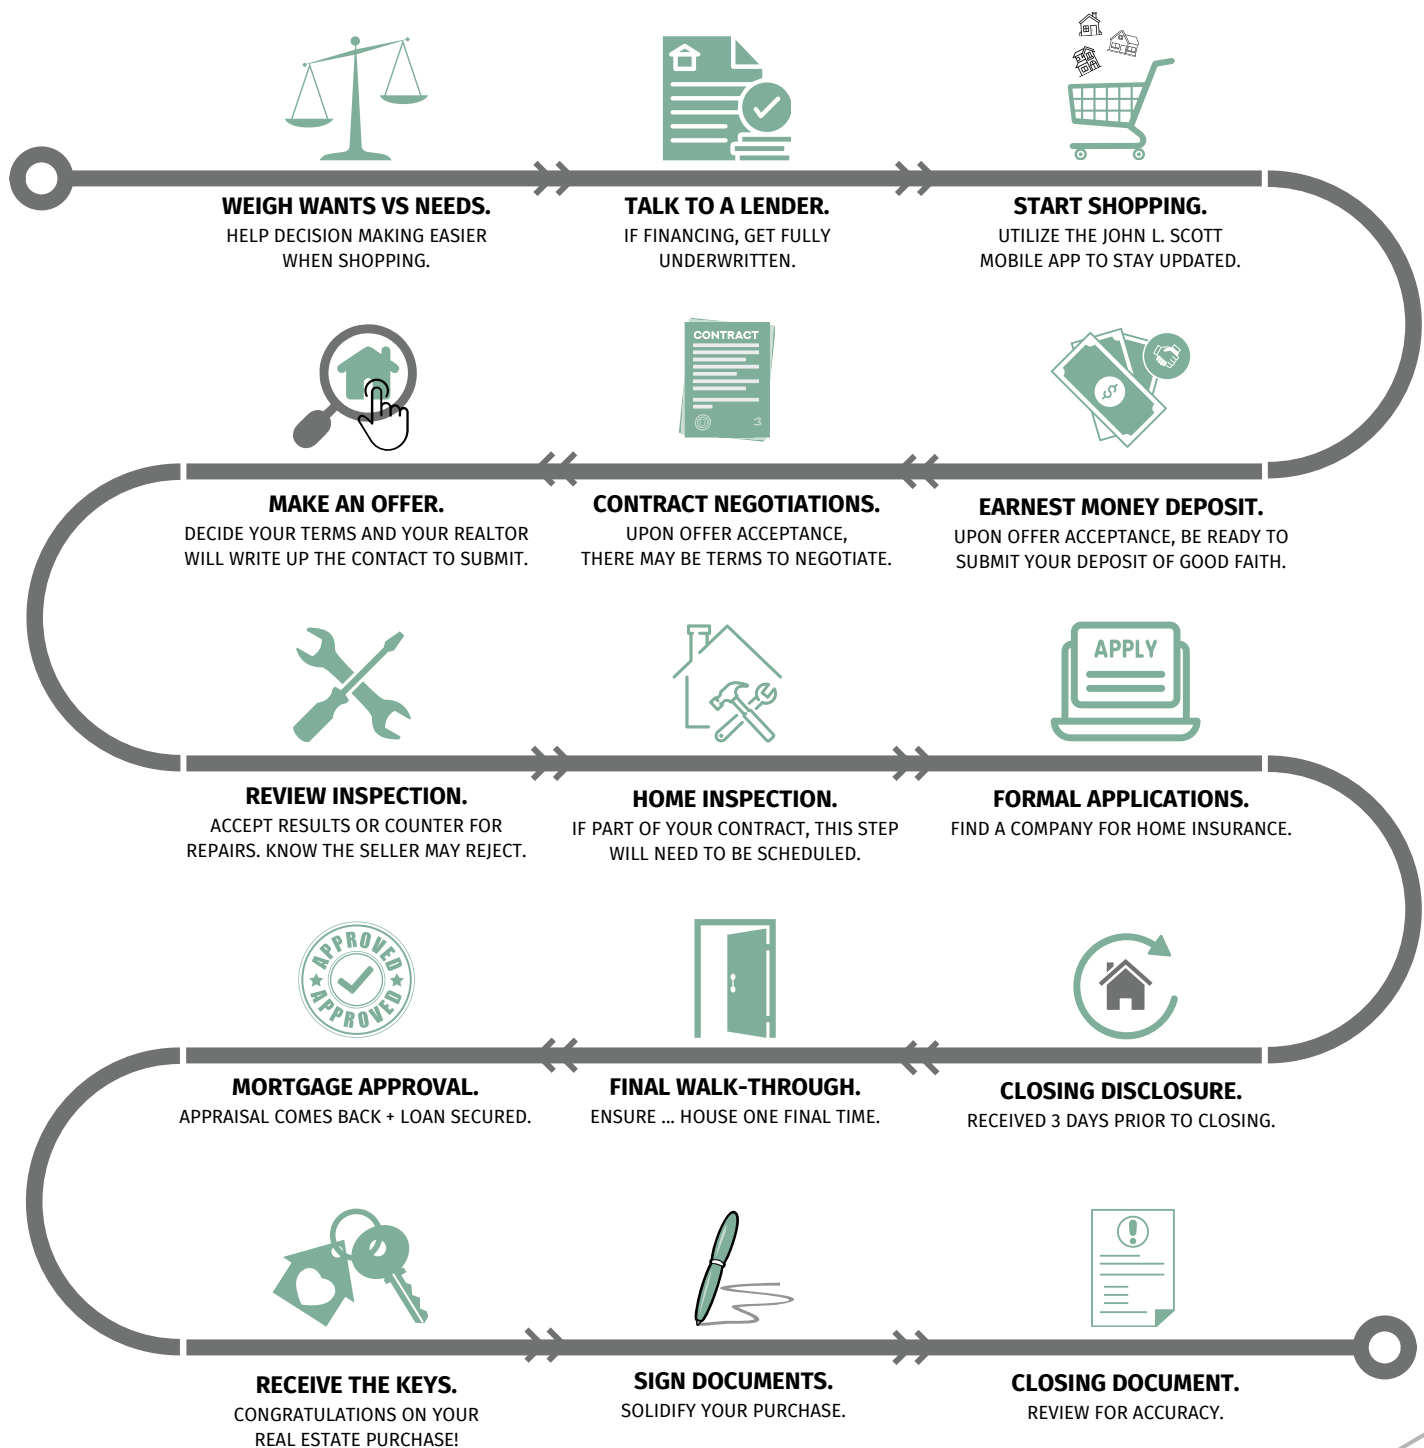 WEIGH WANTS VS NEEDS.
HELP DECISION MAKING EASIER
WHEN SHOPPING.
TALK TO A LENDER.
IF FINANCING, GET FULLY
UNDERWRITTEN.
START SHOPPING.
UTILIZE THE JOHN L. SCOTT
MOBILE APP TO STAY UPDATED.
MAKE AN OFFER.
DECIDE YOUR TERMS AND YOUR REALTOR
WILL WRITE UP THE CONTACT TO SUBMIT.
CONTRACT
CONTRACT NEGOTIATIONS.
UPON OFFER ACCEPTANCE,
THERE MAY BE TERMS TO NEGOTIATE.
EARNEST MONEY DEPOSIT.
UPON OFFER ACCEPTANCE, BE READY TO
SUBMIT YOUR DEPOSIT OF GOOD FAITH.
REVIEW INSPECTION.
ACCEPT RESULTS OR COUNTER FOR
REPAIRS. KNOW THE SELLER MAY REJECT.
HOME INSPECTION.
IF PART OF YOUR CONTRACT, THIS STEP
WILL NEED TO BE SCHEDULED.
APPLY
FORMAL APPLICATIONS.
FIND A COMPANY FOR HOME INSURANCE.
APPROVED
APPROVED
MORTGAGE APPROVAL.
APPRAISAL COMES BACK + LOAN SECURED.
FINAL WALK-THROUGH.
ENSURE ... HOUSE ONE FINAL TIME.
CLOSING DISCLOSURE.
RECEIVED 3 DAYS PRIOR TO CLOSING.
RECEIVE THE KEYS.
CONGRATULATIONS ON YOUR
REAL ESTATE PURCHASE!
SIGN DOCUMENTS.
SOLIDIFY YOUR PURCHASE.
CLOSING DOCUMENT.
REVIEW FOR ACCURACY.